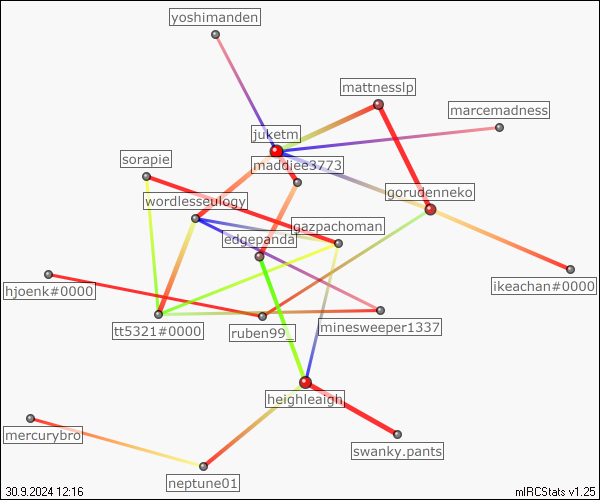 yoshimanden
mattnesslp
marcemadness
juketm
sorapie
maddiee3773
gorudenneko
wordlesseulogy
gazpachoman
edgepanda
ikeachan#0000
hjoenk#0000
tt5321#0000
ruben99_
minesweeper1337
heighleaigh
mercurybro
swanky.pants
neptune01
30.9.2024 12:16
mIRCStats v1.25